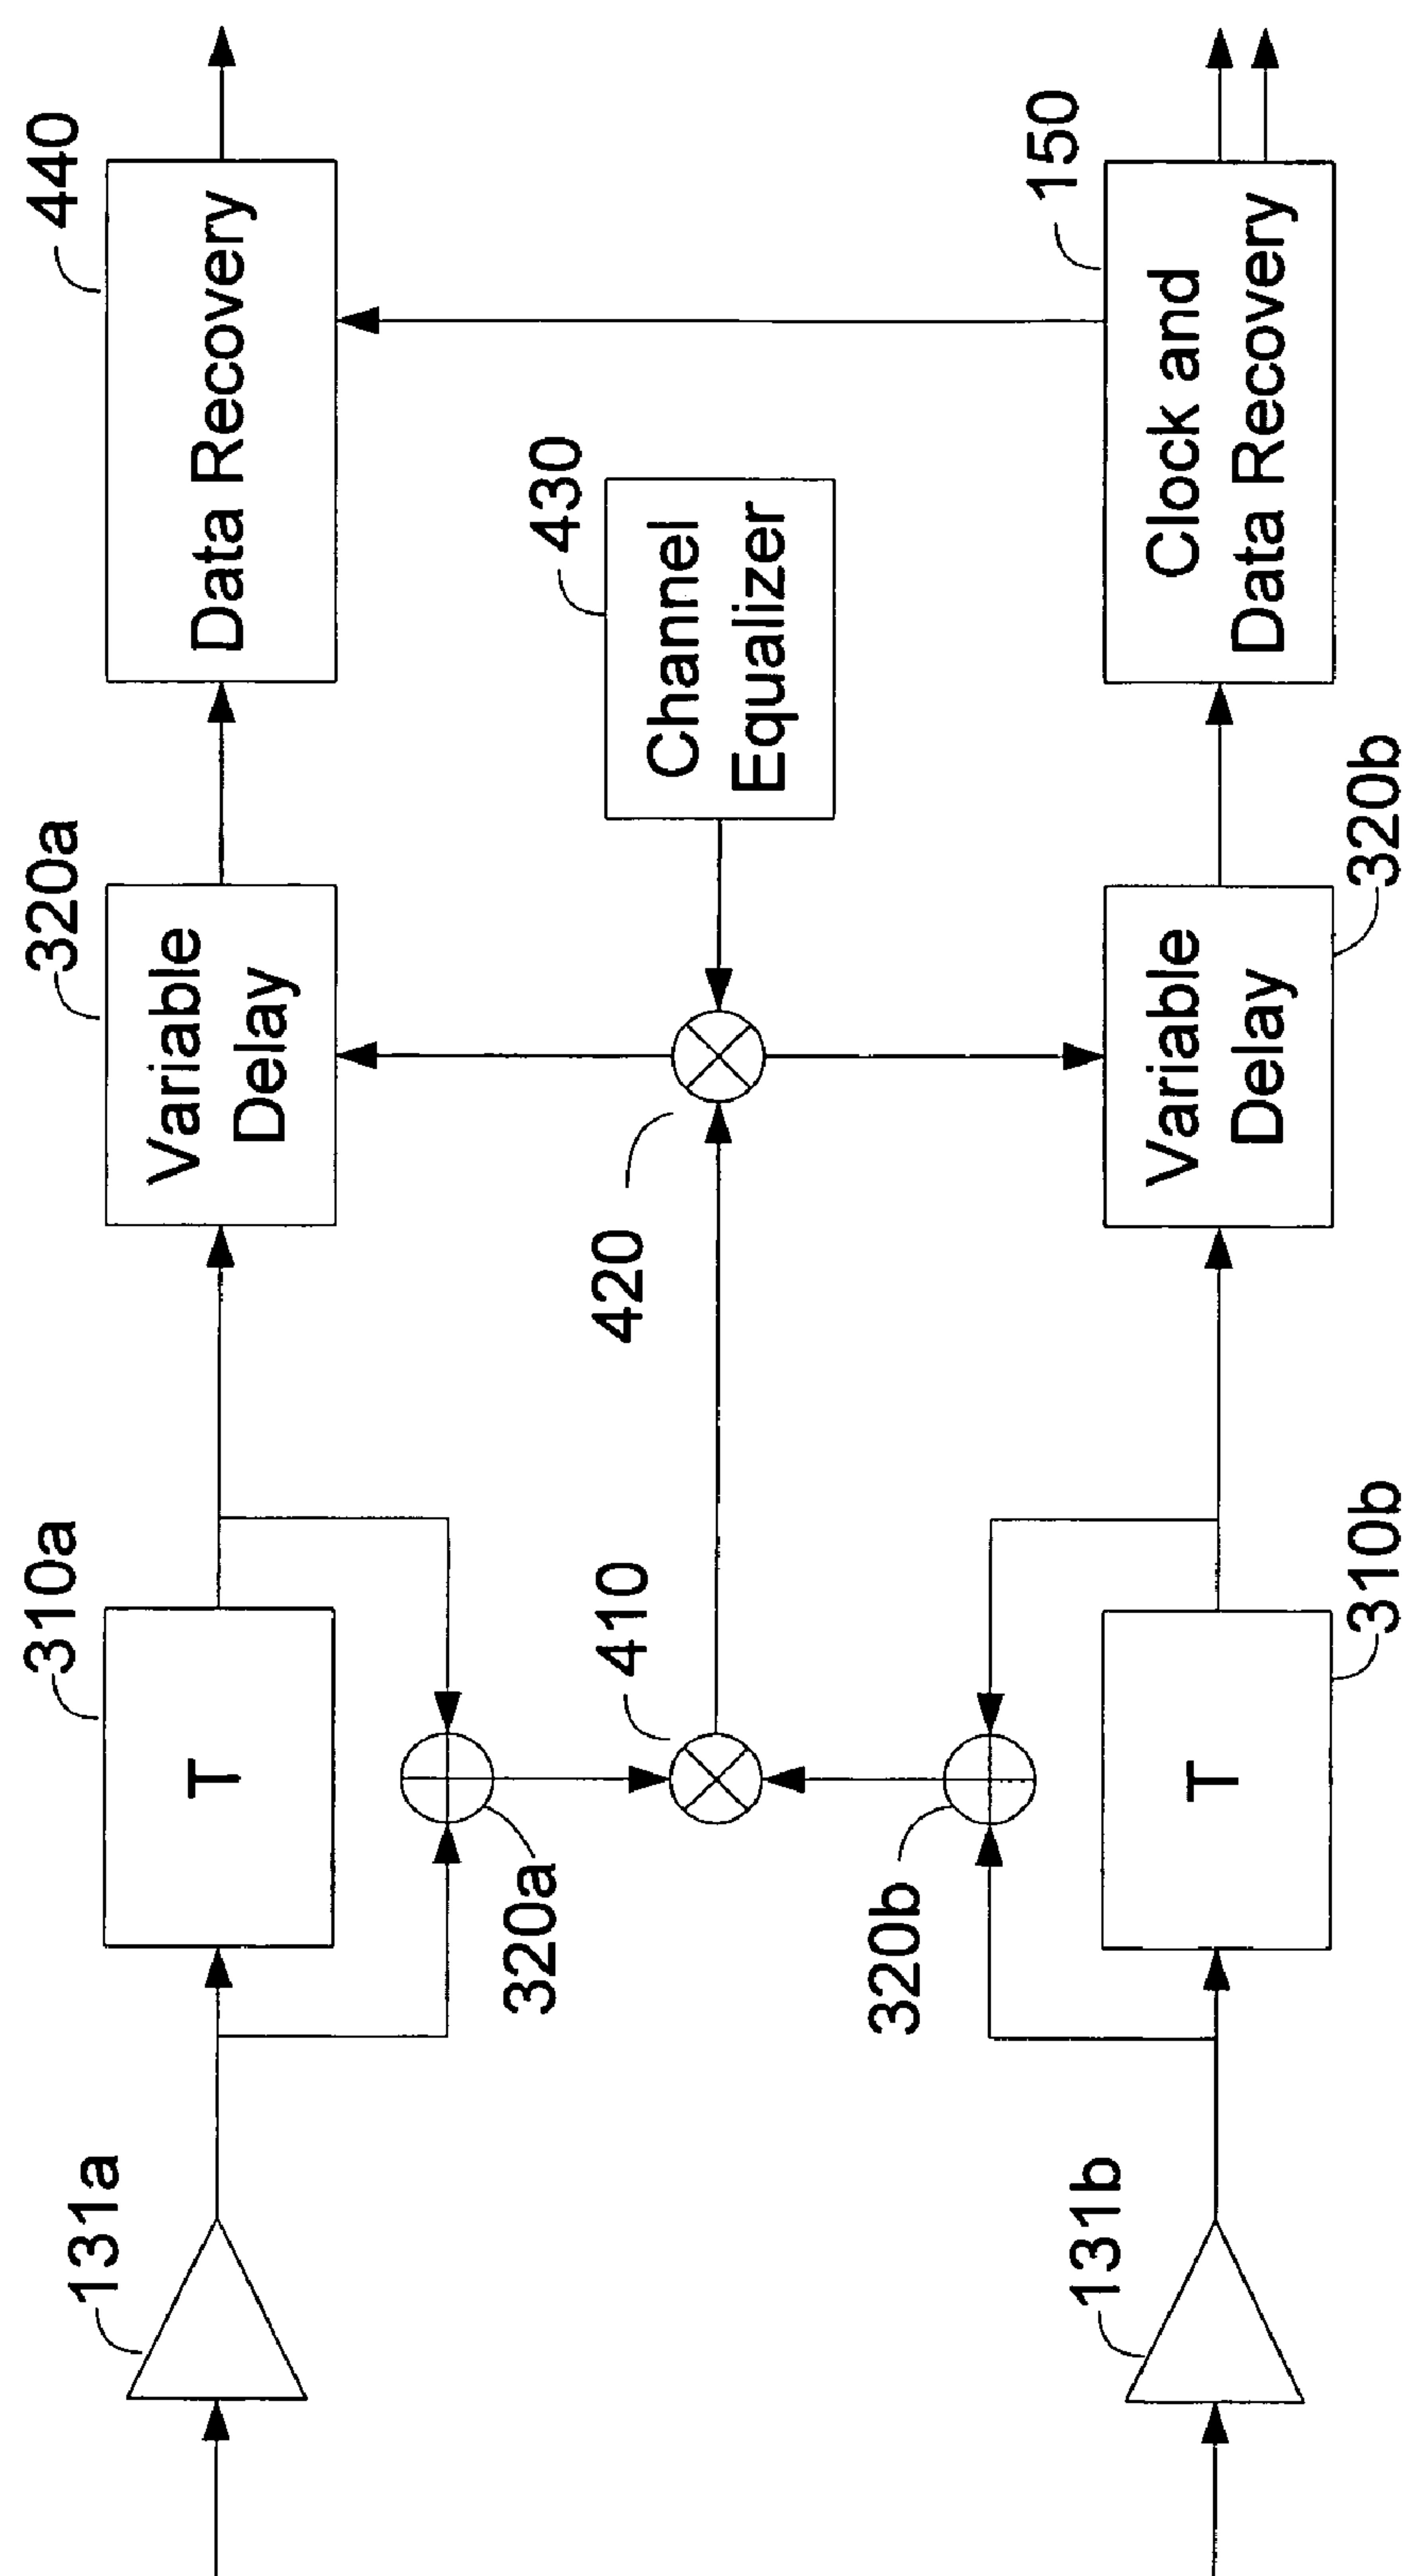 131a
310a
T
320a
320a
Variable
Delay
440
Data Recovery
410
420
430
Channel
Equalizer
131b
320b
T
310b
Variable
Delay
320b
150
Clock and
Data Recovery